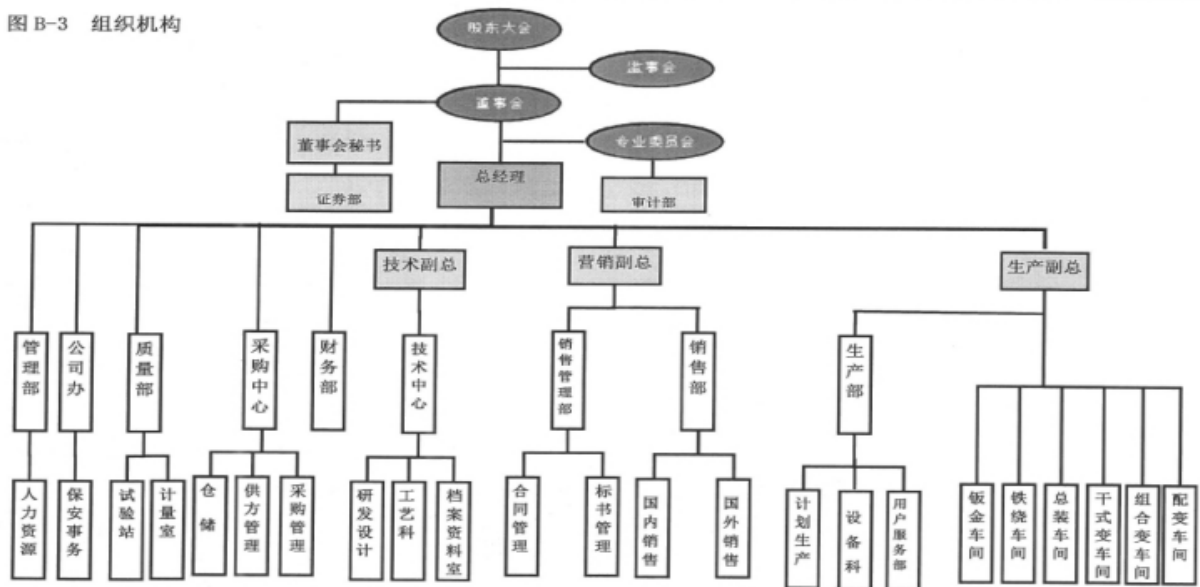 图 B-3 组织机构
股东大会
监事会
董事会
董事会秘书
专业委员会
总经理
证券部
审计部
技术副总
营销副总
生产副总
管理部
公司办
质量部
采购中心
财务部
技术中心
销售管理部
销售部
生产部
人力资源
保安事务
试验站
计量室
仓储
供方管理
采购管理
研发设计
工艺科
档案资料室
合同管理
标书管理
国内销售
国外销售
计划生产
设备科
用户服务部
钣金车间
铁绕车间
总装车间
干式变车间
组合变车间
配变车间